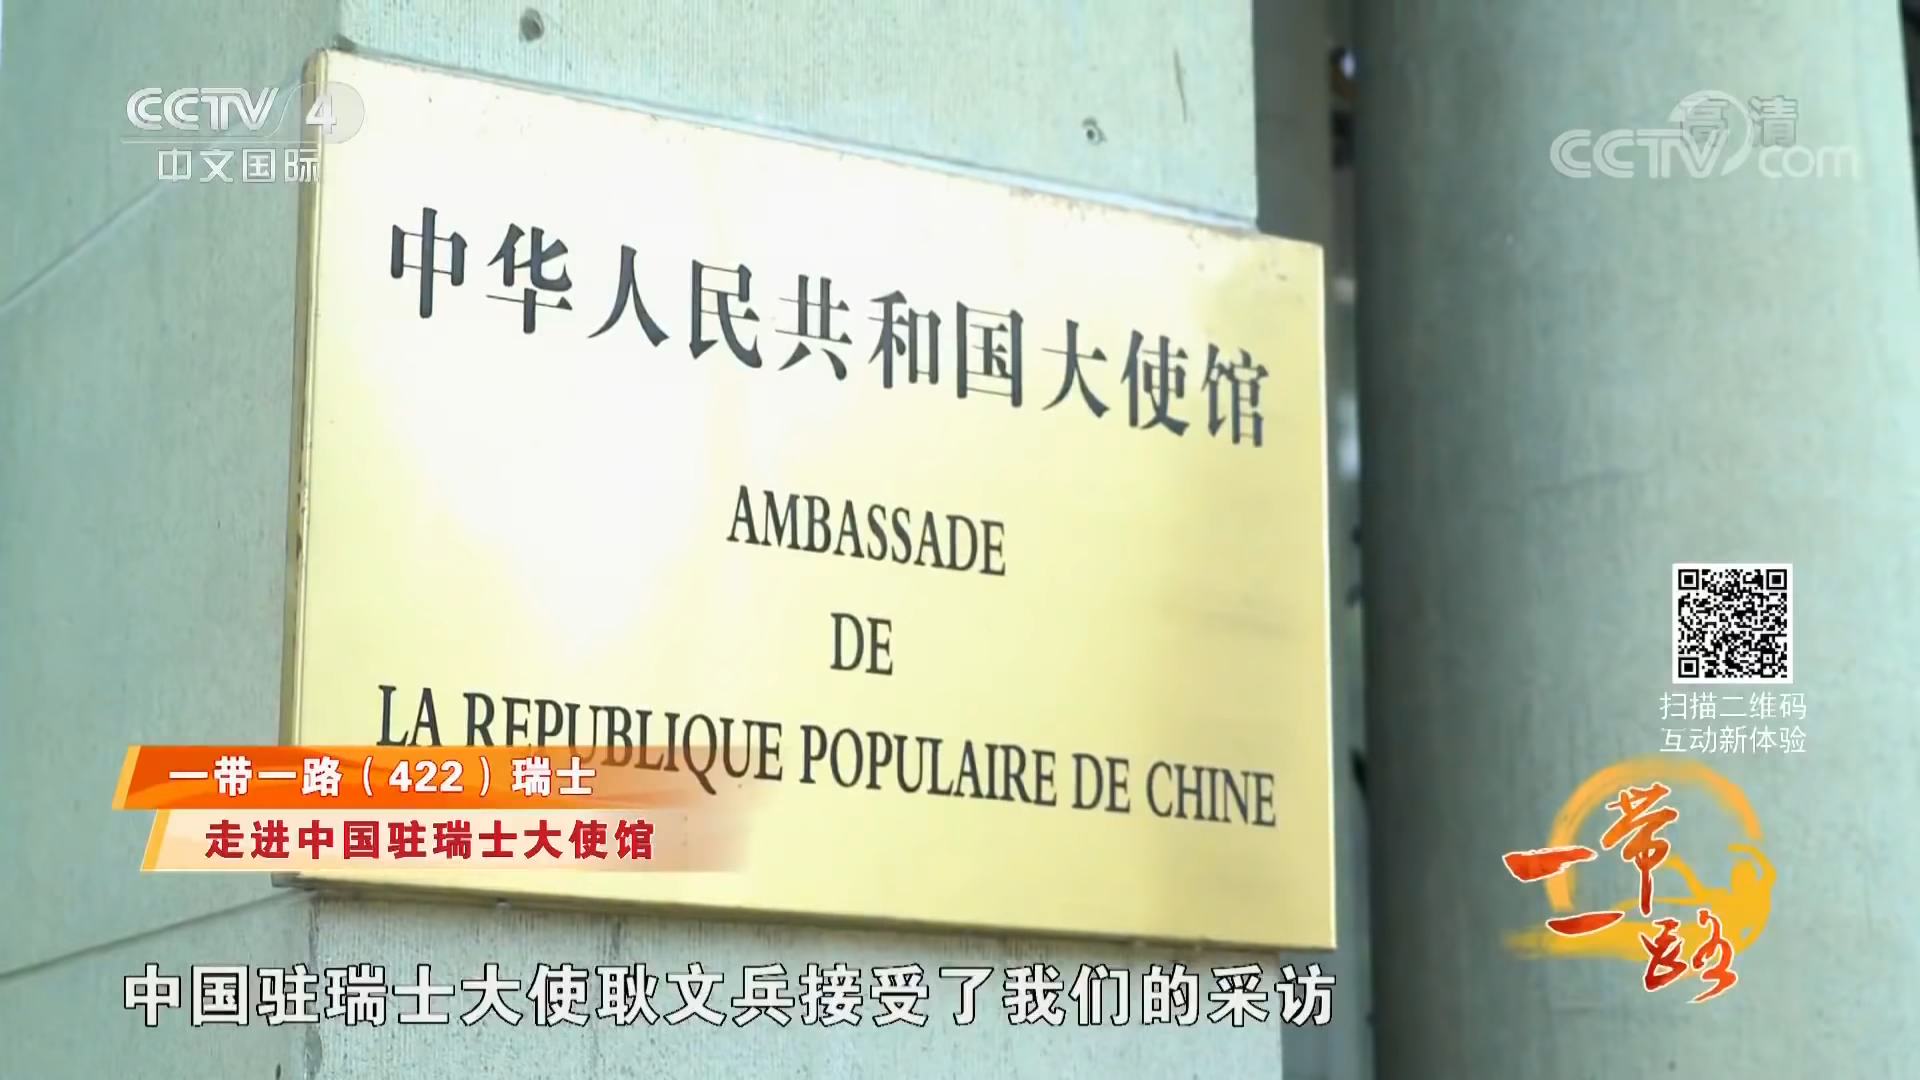 CCTV 4
中文国际
高清
CCTV.com
中华人民共和国大使馆
AMBASSADE
DE
LA REPUBLIQUE POPULAIRE DE CHINE
扫描二维码
互动新体验
一带一路（422）瑞士
走进中国驻瑞士大使馆
一带一路
中国驻瑞士大使耿文兵接受了我们的采访